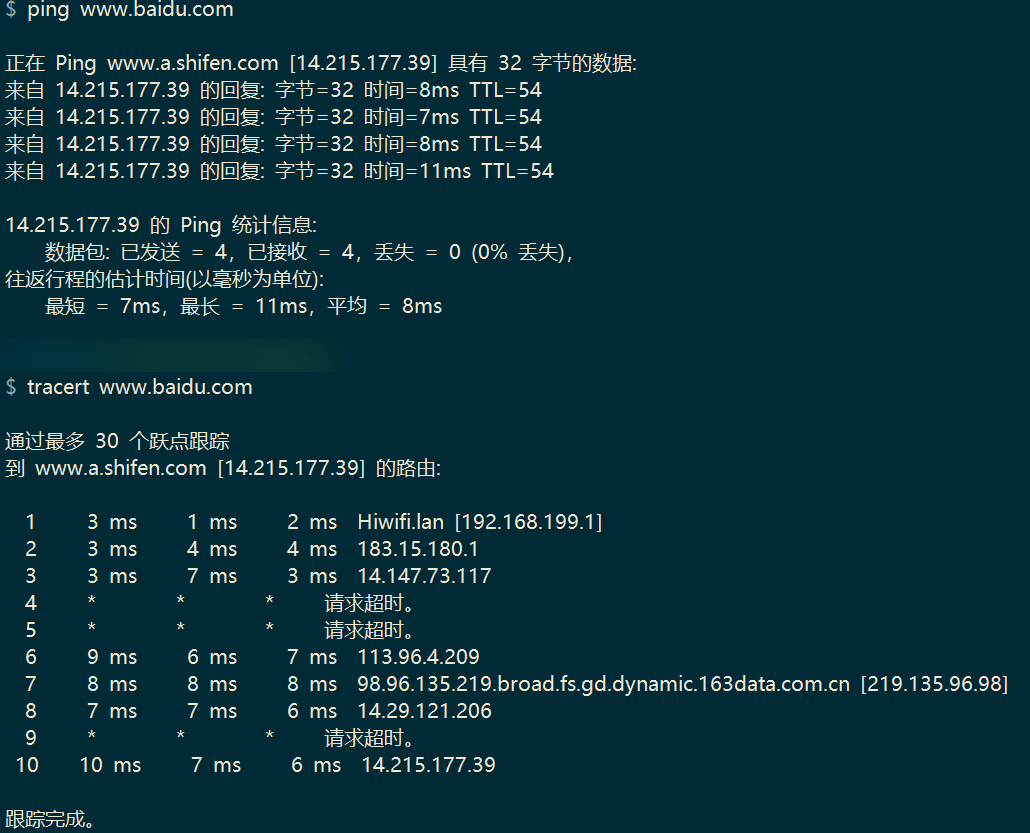 $ ping www.baidu.com
正在 Ping www.a.shifen.com [14.215.177.39] 具有 32 字节的数据:
来自 14.215.177.39 的回复: 字节=32 时间=8ms TTL=54
来自 14.215.177.39 的回复: 字节=32 时间=7ms TTL=54
来自 14.215.177.39 的回复: 字节=32 时间=8ms TTL=54
来自 14.215.177.39 的回复: 字节=32 时间=11ms TTL=54
14.215.177.39 的 Ping 统计信息:
数据包: 已发送 = 4，已接收 = 4，丢失 = 0 (0% 丢失)，
往返行程的估计时间(以毫秒为单位):
最短 = 7ms，最长 = 11ms，平均 = 8ms
$ tracert www.baidu.com
通过最多 30 个跃点跟踪
到 www.a.shifen.com [14.215.177.39] 的路由:
1 3 ms 1 ms 2 ms Hiwifi.lan [192.168.199.1]
2 3 ms 4 ms 4 ms 183.15.180.1
3 3 ms 7 ms 3 ms 14.147.73.117
4 * * * 请求超时。
5 * * * 请求超时。
6 9 ms 6 ms 7 ms 113.96.4.209
7 8 ms 8 ms 8 ms 98.96.135.219.broad.fs.gd.dynamic.163data.com.cn [219.135.96.98]
8 7 ms 7 ms 6 ms 14.29.121.206
9 * * * 请求超时。
10 10 ms 7 ms 6 ms 14.215.177.39
跟踪完成。